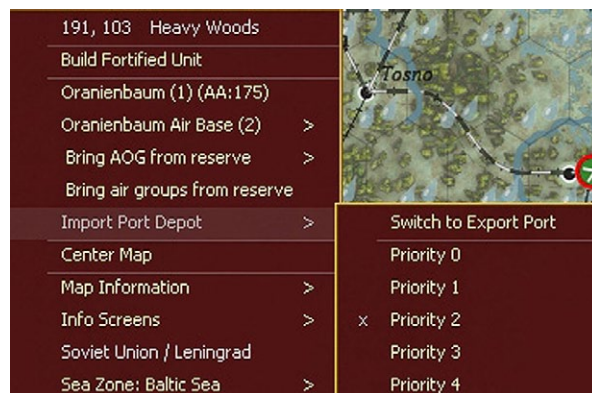 191, 103 Heavy Woods
Build Fortified Unit
Oranienbaum (1) (AA:175)
Oranienbaum Air Base (2) >
Bring AOG from reserve >
Bring air groups from reserve
Import Port Depot >
Center Map
Map Information >
Info Screens >
Soviet Union / Leningrad
Sea Zone: Baltic Sea >
Tosno
Switch to Export Port
Priority 0
Priority 1
x Priority 2
Priority 3
Priority 4